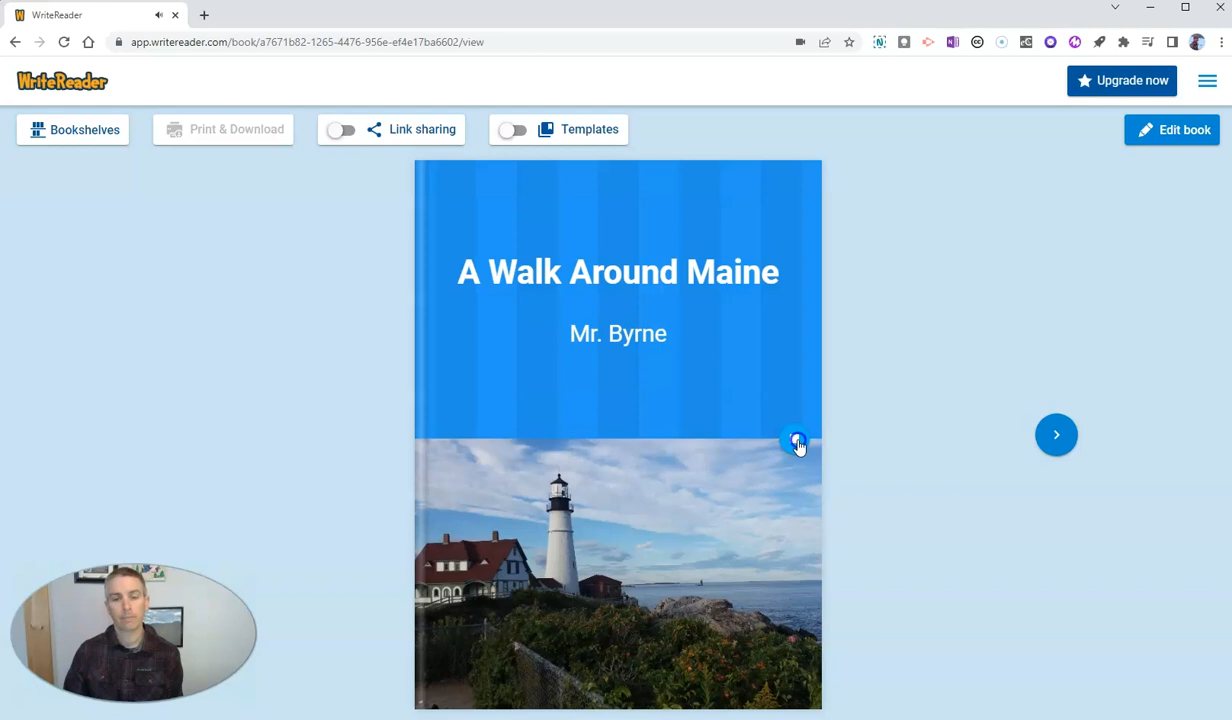 WriteReader
app.writereader.com/book/a7671b82-1265-4476-956e-ef4e17ba6602/view
WriteReader
Upgrade now
Bookshelves
Print & Download
Link sharing
Templates
Edit book
A Walk Around Maine
Mr. Byrne